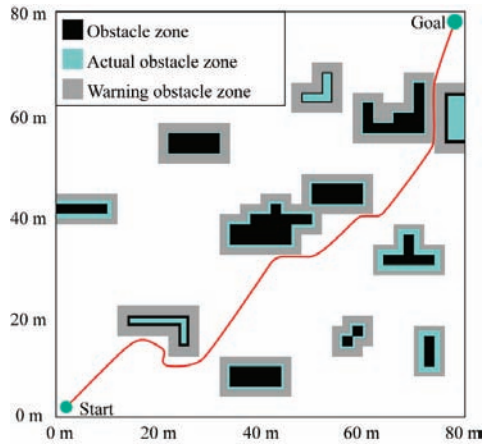 80 m
Goal
Obstacle zone
Actual obstacle zone
Warning obstacle zone
60 m
40 m
20 m
0 m
Start
0 m 20 m 40 m 60 m 80 m